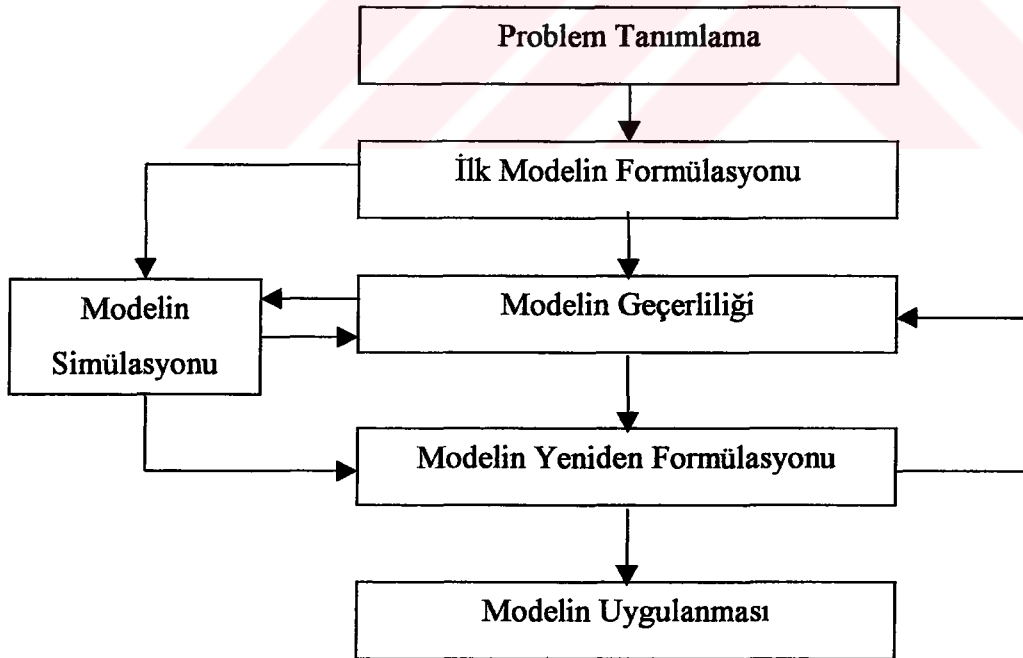 Problem Tanımlama
İlk Modelin Formülasyonu
Modelin Geçerliliği
Modelin
Simülasyonu
Modelin Yeniden Formülasyonu
Modelin Uygulanması